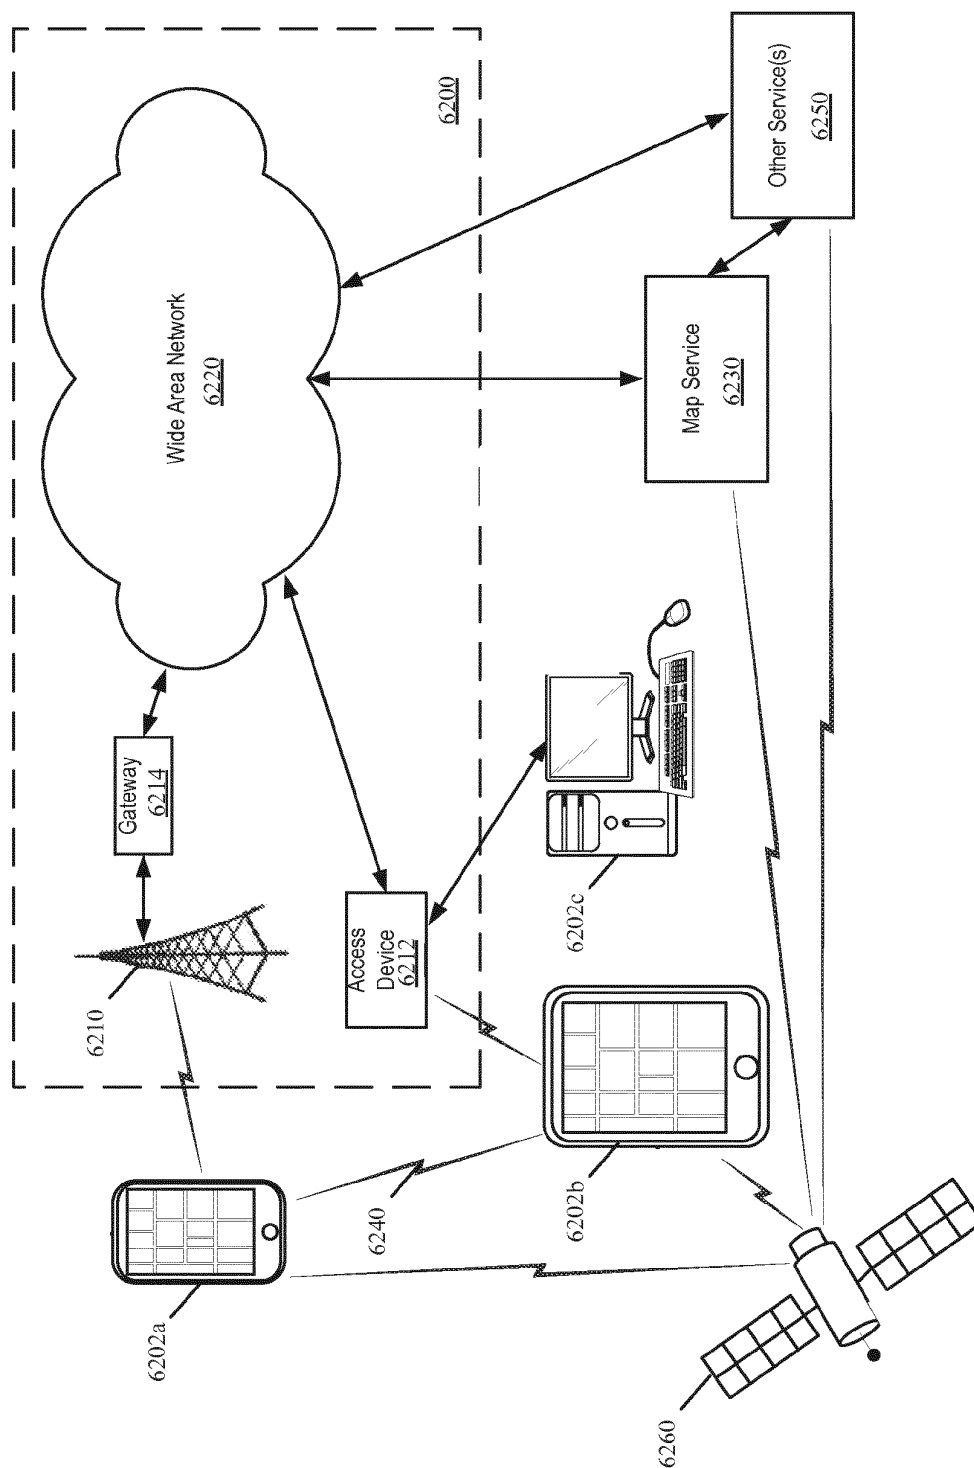 6202a
6210
Gateway
6214
Wide Area Network
6220
6200
6240
Access
Device
6212
6202b
6202c
Map Service
6230
Other Service(s)
6250
6260